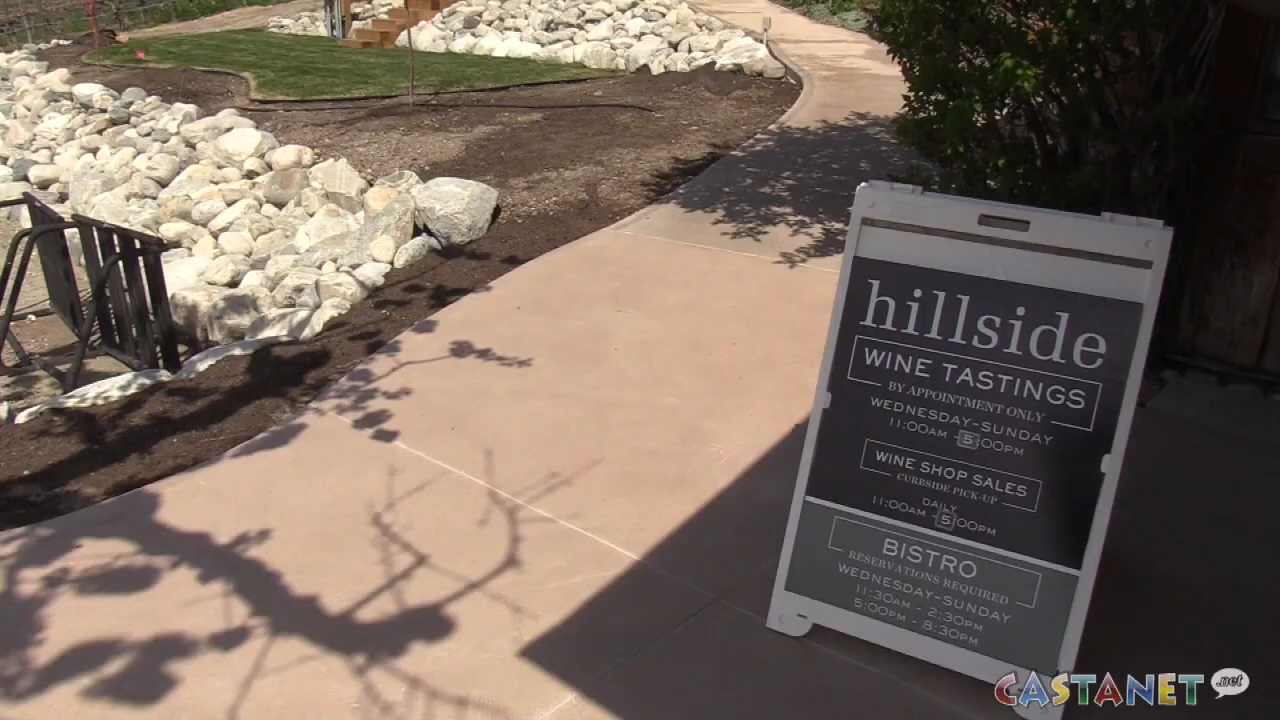 hillside
WINE TASTINGS
BY APPOINTMENT ONLY
WEDNESDAY-SUNDAY
11:00AM - 5:00PM
WINE SHOP SALES
CURBSIDE PICK-UP
DAILY
11:00AM - 5:00PM
BISTRO
RESERVATIONS REQUIRED
WEDNESDAY-SUNDAY
11:30AM - 2:30PM
5:00PM - 8:30PM
CASTANET .net